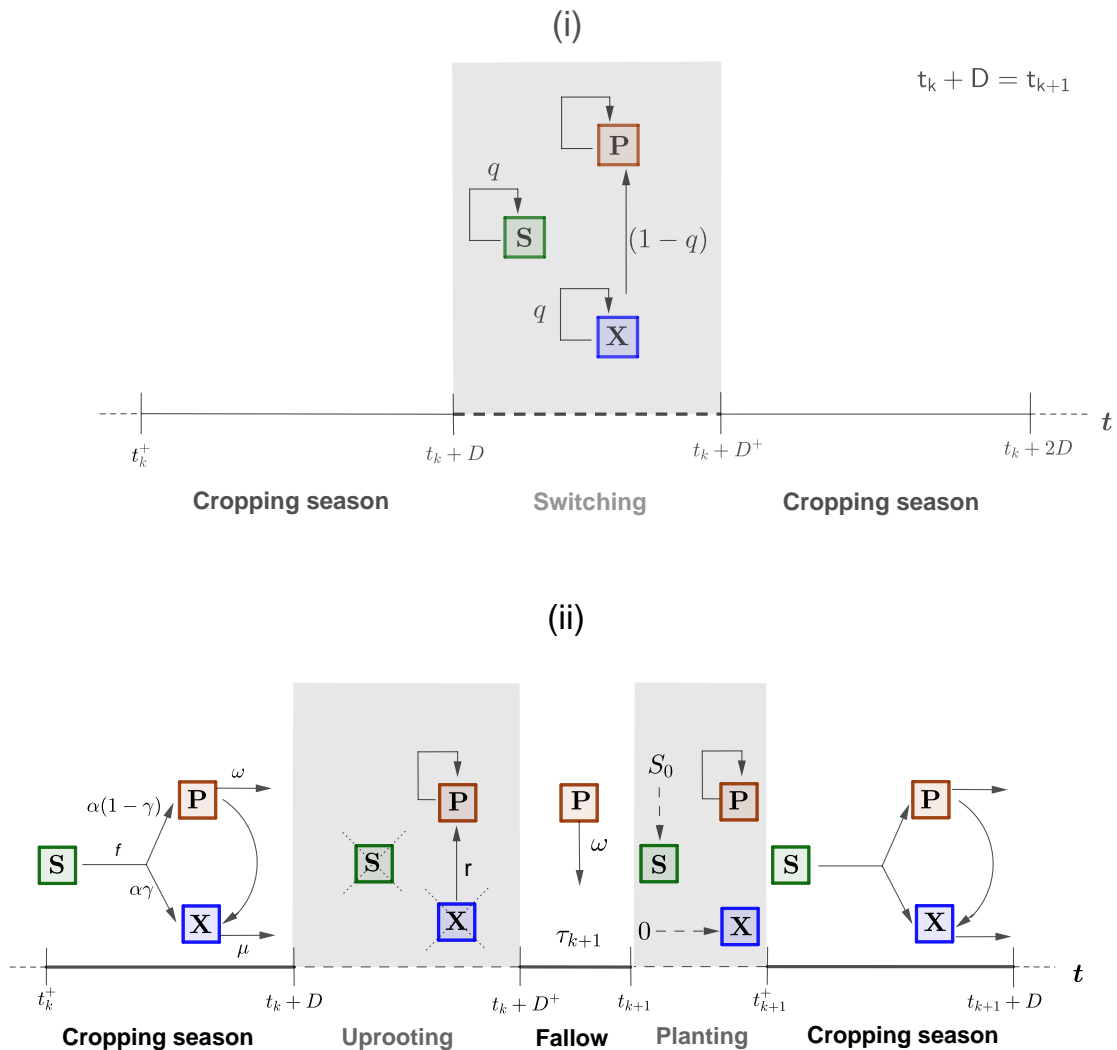 (i)
t_k + D = t_{k+1}
P
q
S
(1 − q)
q
X
t
t_k^+
t_k + D
t_k + D^+
t_k + 2D
Cropping season
Switching
Cropping season
(ii)
ω
P
α(1 − γ)
S
f
αγ
X
μ
P
S
r
X
P
ω
τ_{k+1}
S_0
P
S
0
X
P
S
X
t
t_k^+
t_k + D
t_k + D^+
t_{k+1}
t_{k+1}^+
t_{k+1} + D
Cropping season
Uprooting
Fallow
Planting
Cropping season